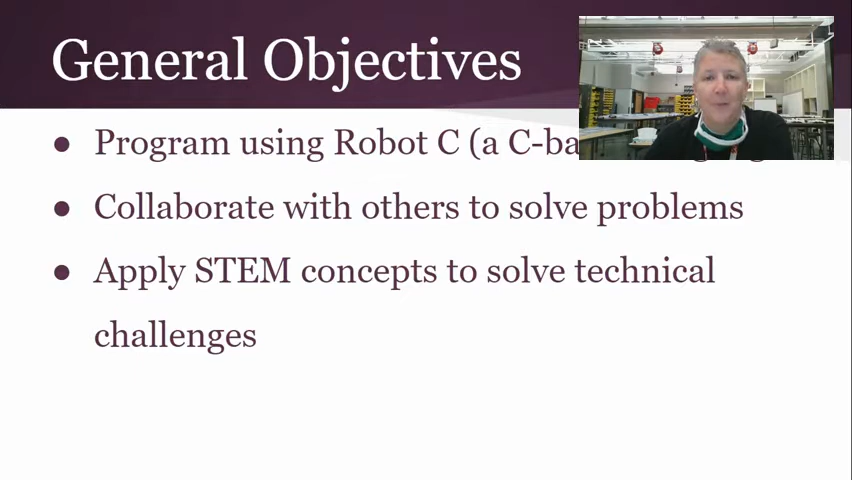 General Objectives
● Program using Robot C (a C-ba
● Collaborate with others to solve problems
● Apply STEM concepts to solve technical
challenges